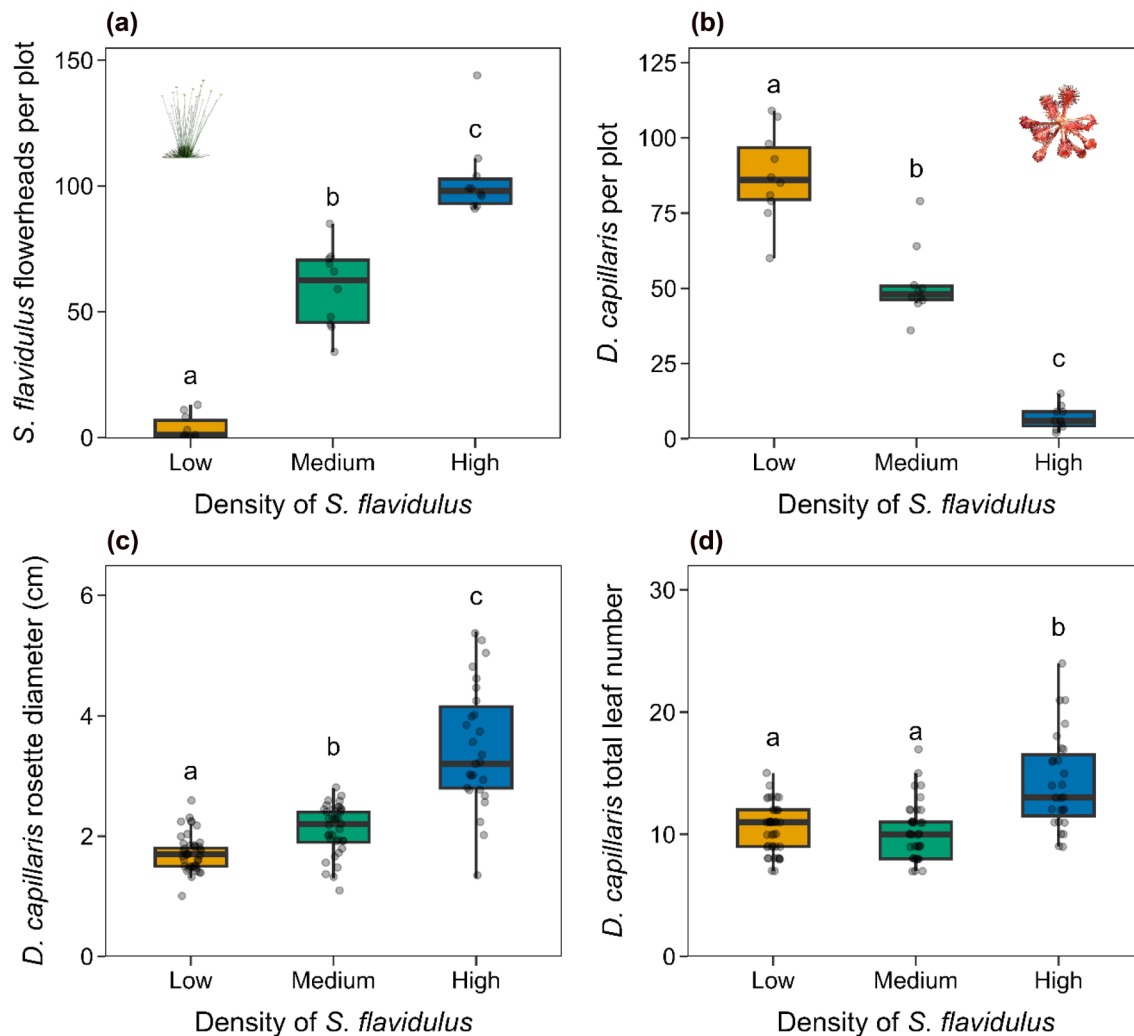 (a)
S. flavidulus flowerheads per plot
150
100
50
0
a
b
c
Low Medium High
Density of S. flavidulus
(b)
D. capillaris per plot
125
100
75
50
25
0
a
b
c
Low Medium High
Density of S. flavidulus
(c)
D. capillaris rosette diameter (cm)
6
4
2
0
a
b
c
Low Medium High
Density of S. flavidulus
(d)
D. capillaris total leaf number
30
20
10
0
a
a
b
Low Medium High
Density of S. flavidulus